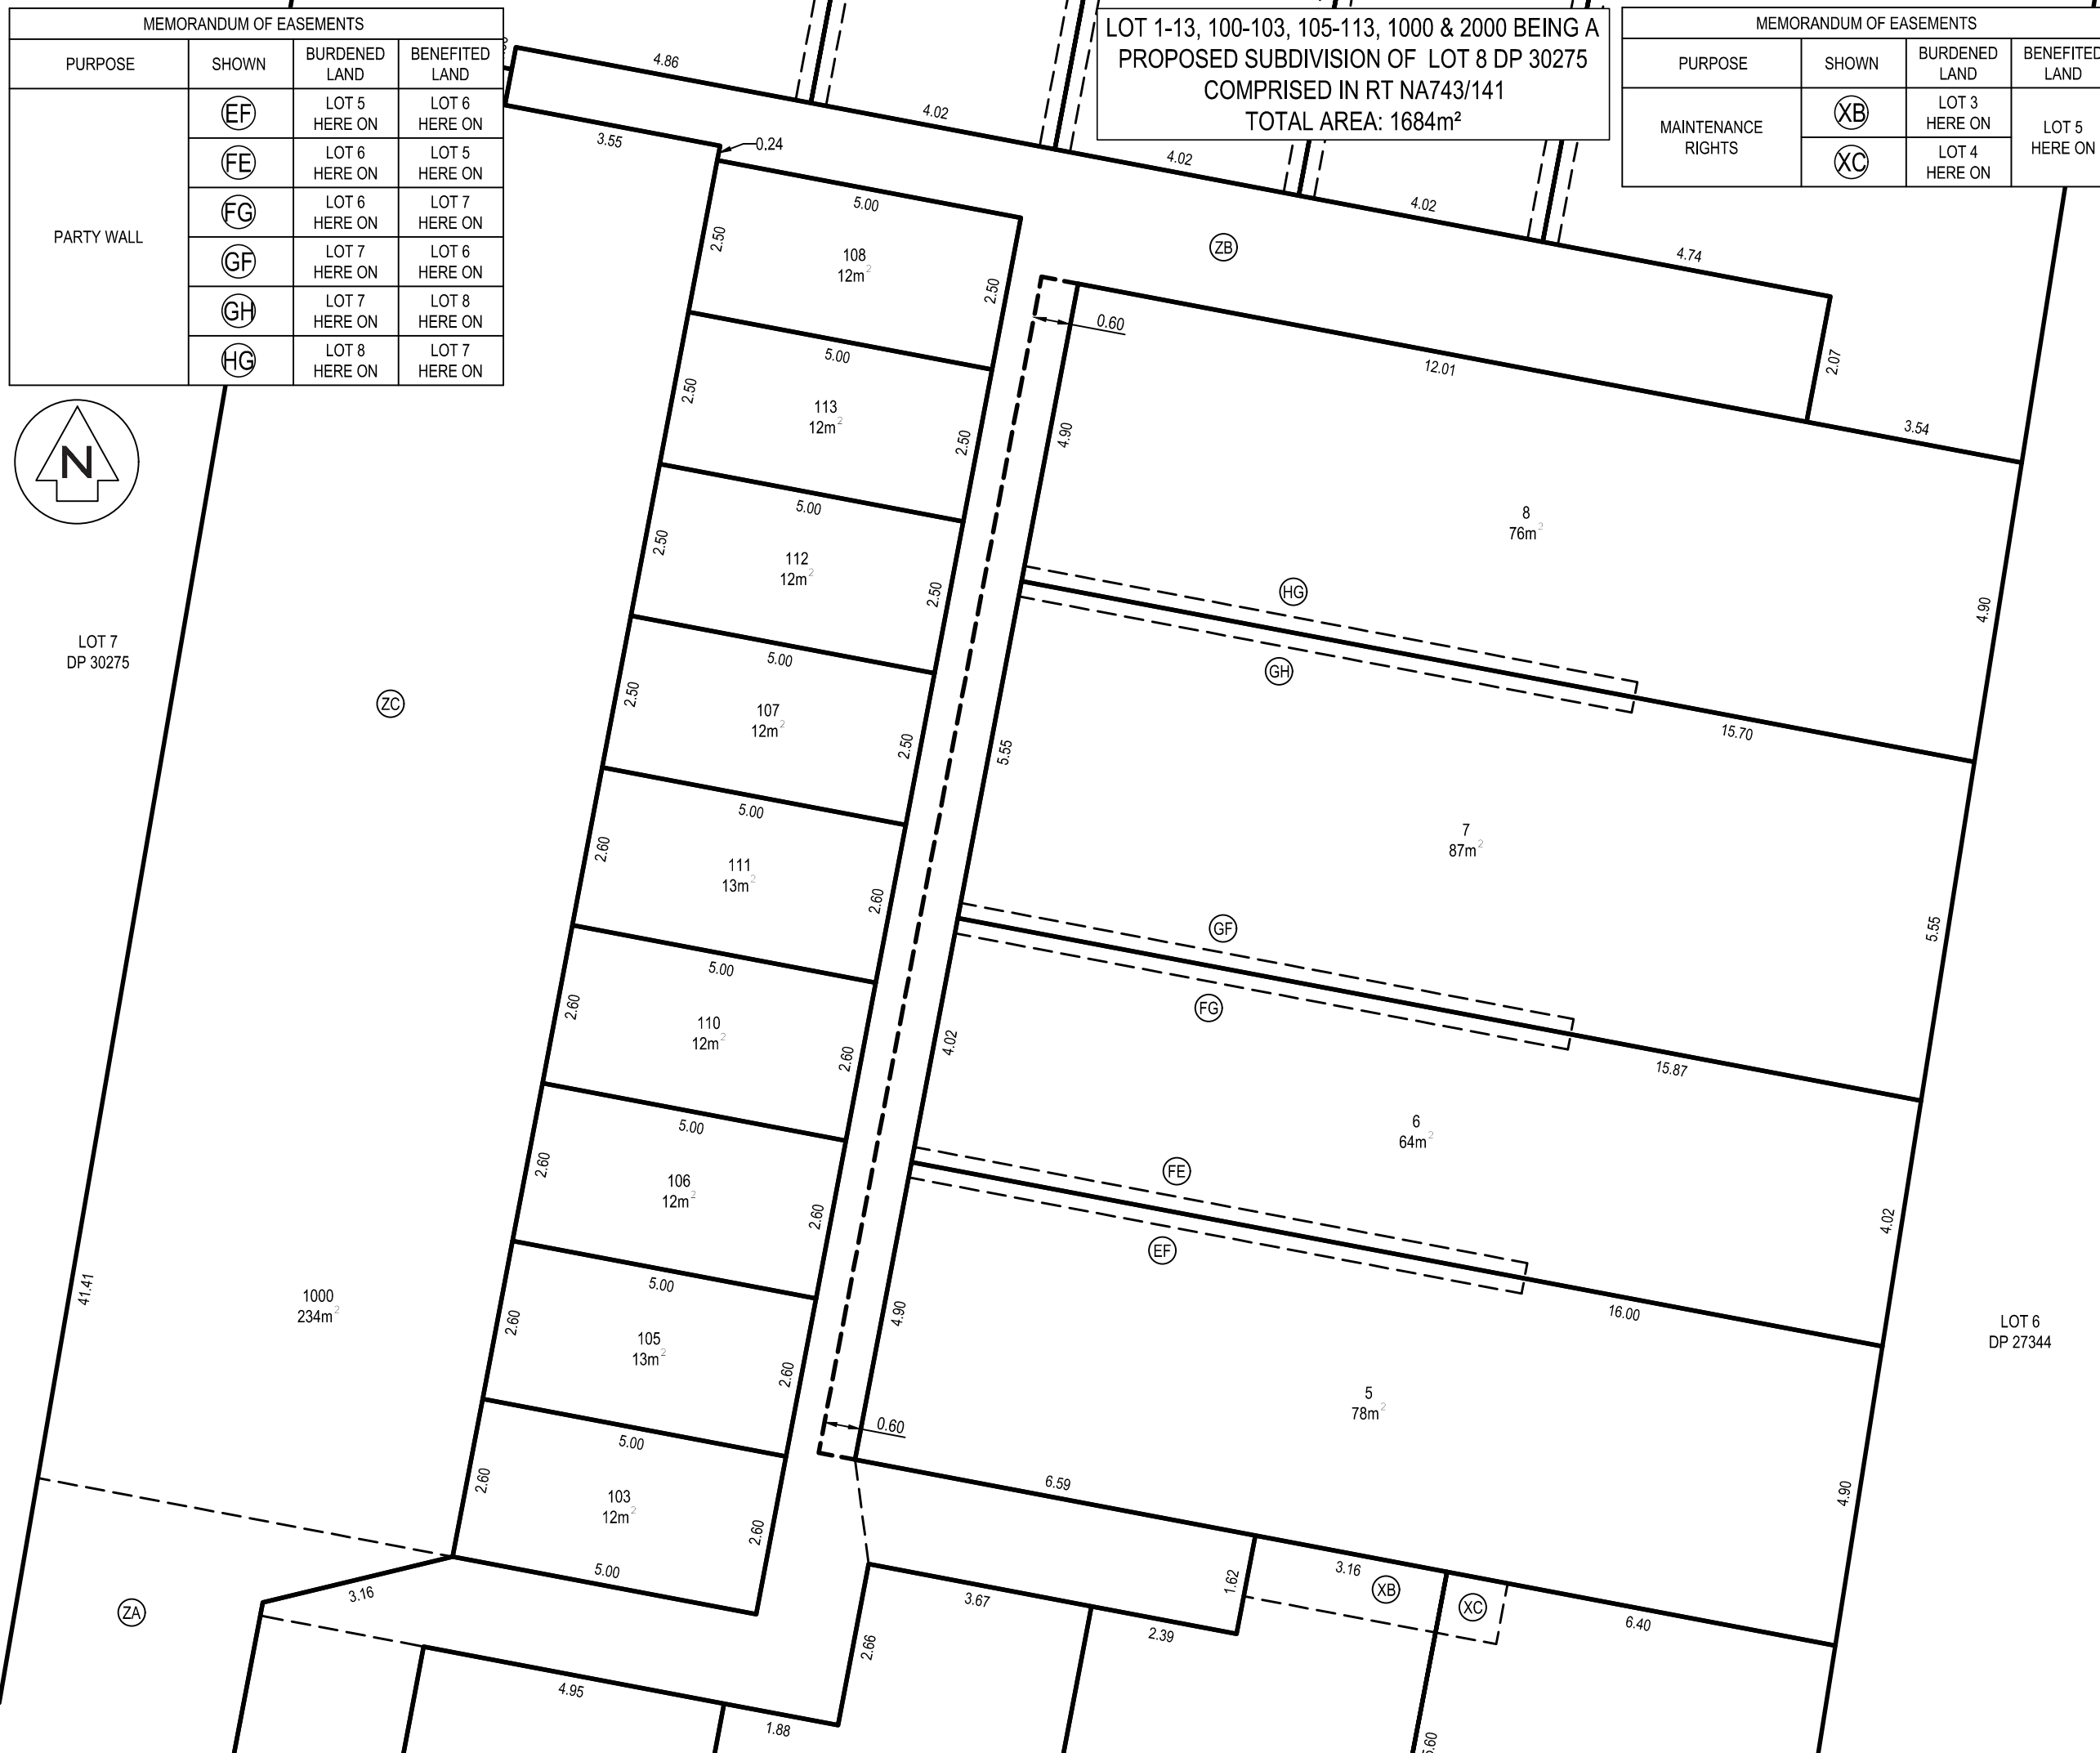 MEMORANDUM OF EASEMENTS
PURPOSE SHOWN BURDENED LAND BENEFITED LAND
PARTY WALL
EF LOT 5 HERE ON LOT 6 HERE ON
FE LOT 6 HERE ON LOT 5 HERE ON
FG LOT 6 HERE ON LOT 7 HERE ON
GF LOT 7 HERE ON LOT 6 HERE ON
GH LOT 7 HERE ON LOT 8 HERE ON
HG LOT 8 HERE ON LOT 7 HERE ON
LOT 1-13, 100-103, 105-113, 1000 & 2000 BEING A
PROPOSED SUBDIVISION OF LOT 8 DP 30275
COMPRISED IN RT NA743/141
TOTAL AREA: 1684m²
MEMORANDUM OF EASEMENTS
PURPOSE SHOWN BURDENED LAND BENEFITED LAND
MAINTENANCE RIGHTS
XB LOT 3 HERE ON
XC LOT 4 HERE ON
LOT 5 HERE ON
N
4.86
4.02
4.02
4.02
4.74
3.55
0.24
ZB
2.07
3.54
12.01
0.60
5.00
2.50
108
12m²
2.50
5.00
2.50
113
12m²
2.50
5.00
2.50
112
12m²
2.50
5.00
2.50
107
12m²
2.50
5.00
2.60
111
13m²
2.60
5.00
2.60
110
12m²
2.60
5.00
2.60
106
12m²
2.60
5.00
2.60
105
13m²
2.60
5.00
2.60
103
12m²
2.60
5.00
4.90
8
76m²
4.90
HG
GH
15.70
5.55
7
87m²
5.55
GF
FG
15.87
4.02
6
64m²
4.02
FE
EF
16.00
4.90
5
78m²
4.90
0.60
6.59
3.16
6.40
1.62
XB
XC
3.67
2.39
2.66
3.16
4.95
1.88
5.60
LOT 7
DP 30275
ZC
41.41
1000
234m²
ZA
LOT 6
DP 27344